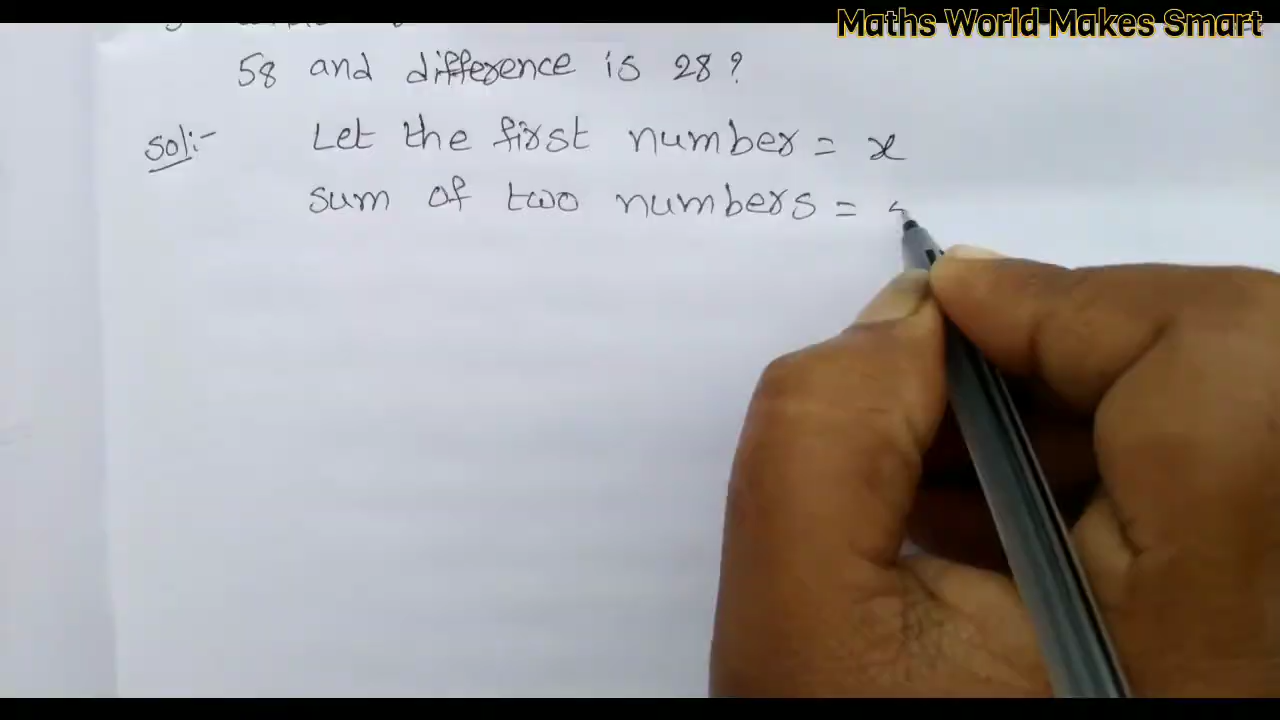 Maths World Makes Smart
58 and difference is 28?
Sol:- Let the first number = x
sum of two numbers =